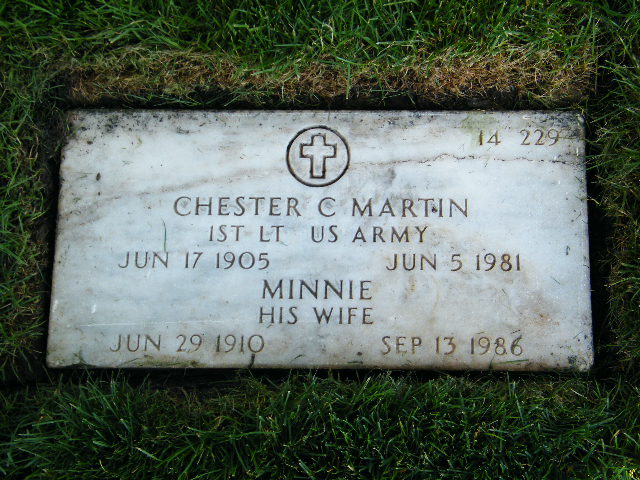 14 229
CHESTER C MARTIN
1ST LT US ARMY
JUN 17 1905 JUN 5 1981
MINNIE
HIS WIFE
JUN 29 1910 SEP 13 1986